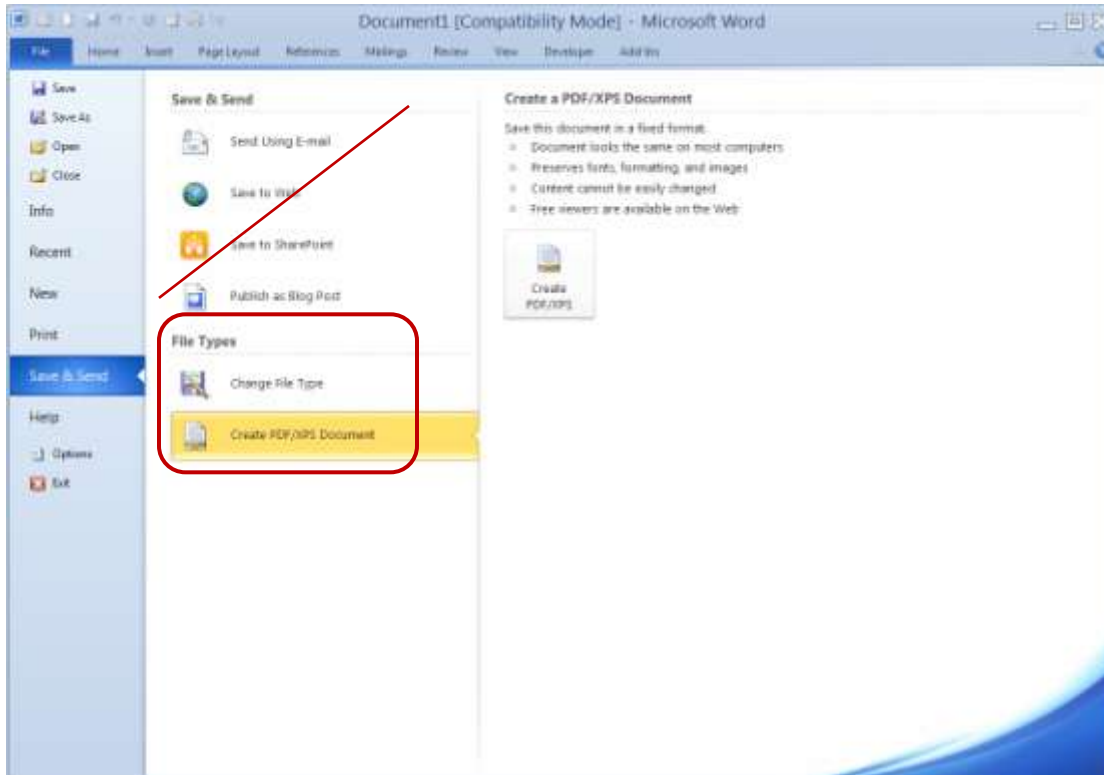 Document1 [Compatibility Mode] - Microsoft Word
File Home Insert Page Layout References Mailings Review View Developer Add-Ins
Save
Save As
Open
Close
Info
Recent
New
Print
Save & Send
Help
Options
Exit
Save & Send
Send Using E-mail
Save to Web
Save to SharePoint
Publish as Blog Post
File Types
Change File Type
Create PDF/XPS Document
Create a PDF/XPS Document
Save this document in a fixed format.
Document looks the same on most computers
Preserves fonts, formatting, and images
Content cannot be easily changed
Free viewers are available on the Web
Create
PDF/XPS